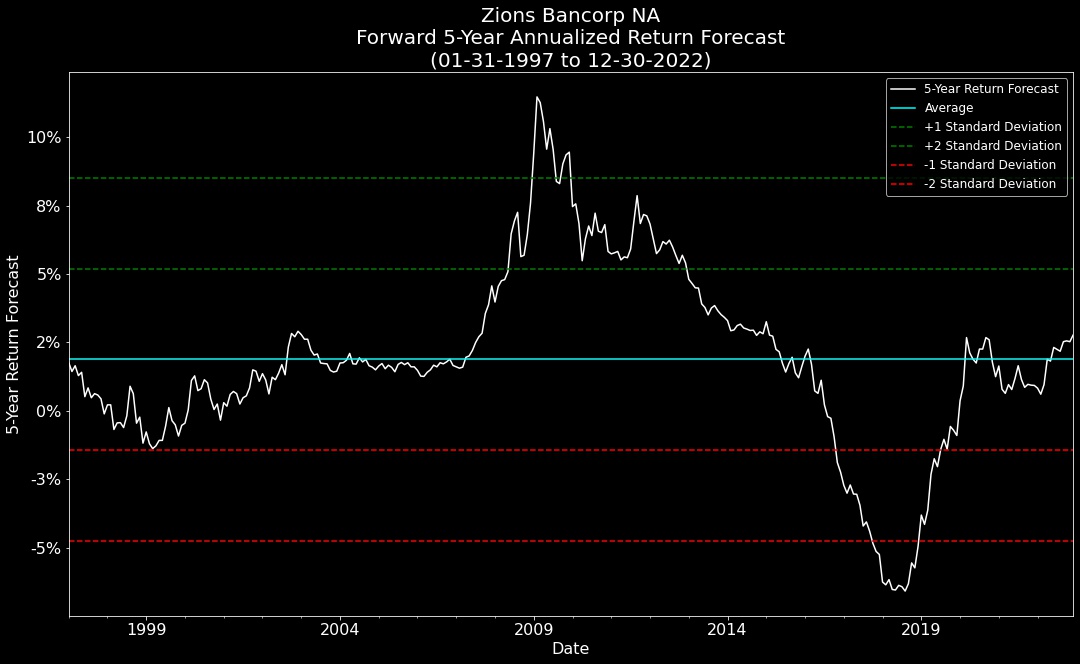 Zions Bancorp NA
Forward 5-Year Annualized Return Forecast
(01-31-1997 to 12-30-2022)
5-Year Return Forecast
Average
+1 Standard Deviation
+2 Standard Deviation
-1 Standard Deviation
-2 Standard Deviation
10%
8%
5%
2%
0%
-3%
-5%
5-Year Return Forecast
1999
2004
2009
2014
2019
Date